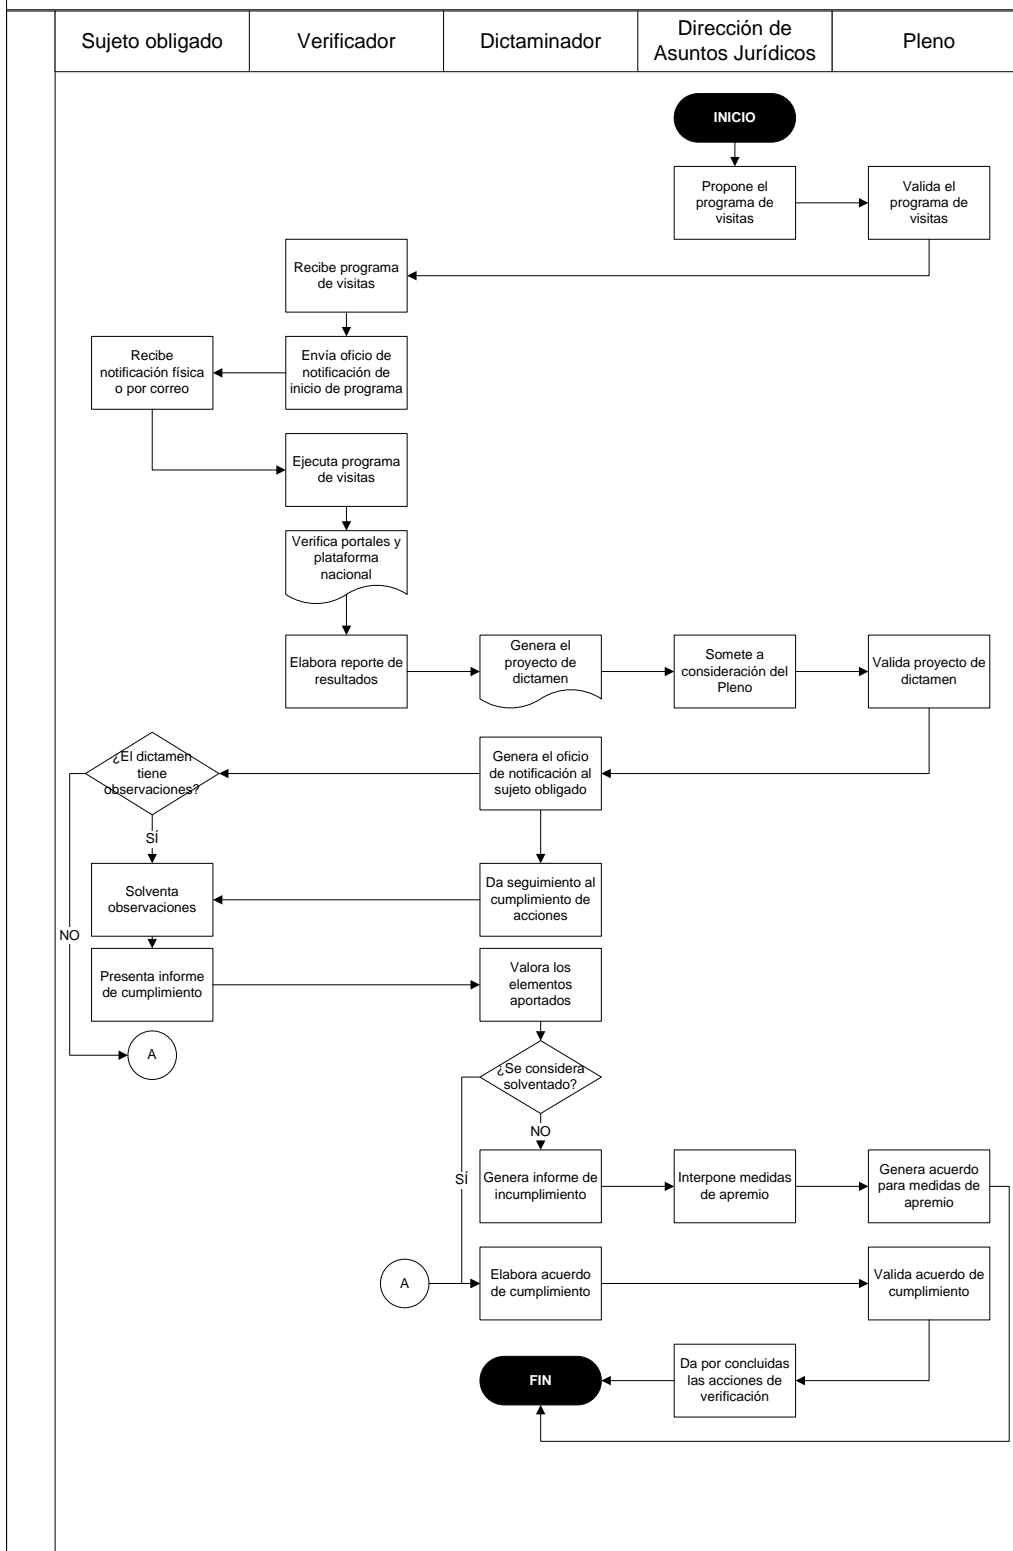 Sujeto obligado
Verificador
Dictaminador
Dirección de
Asuntos Jurídicos
Pleno
INICIO
Propone el
programa de
visitas
Valida el
programa de
visitas
Recibe programa
de visitas
Recibe
notificación física
o por correo
Envía oficio de
notificación de
inicio de programa
Ejecuta programa
de visitas
Verifica portales y
plataforma
nacional
Elabora reporte de
resultados
Genera el
proyecto de
dictamen
Somete a
consideración del
Pleno
Valida proyecto de
dictamen
¿El dictamen
tiene
observaciones?
Genera el oficio
de notificación al
sujeto obligado
SÍ
Solventa
observaciones
Da seguimiento al
cumplimiento de
acciones
NO
Presenta informe
de cumplimiento
Valora los
elementos
aportados
A
¿Se considera
solventado?
NO
SÍ
Genera informe de
incumplimiento
Interpone medidas
de apremio
Genera acuerdo
para medidas de
apremio
A
Elabora acuerdo
de cumplimiento
Valida acuerdo de
cumplimiento
FIN
Da por concluidas
las acciones de
verificación